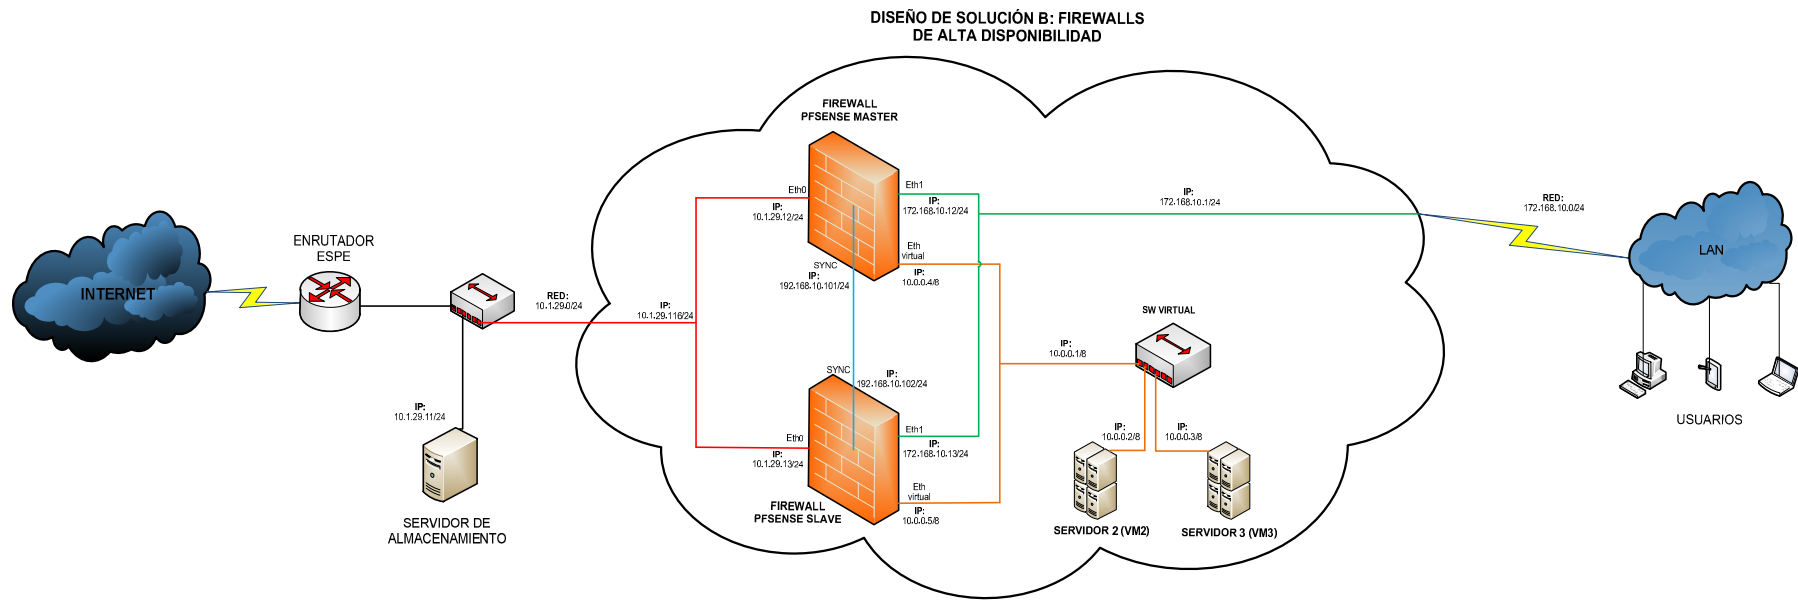 DISEÑO DE SOLUCIÓN B: FIREWALLS
DE ALTA DISPONIBILIDAD
INTERNET
ENRUTADOR
ESPE
RED:
10.1.29.0/24
IP:
10.1.29.11/24
SERVIDOR DE
ALMACENAMIENTO
IP:
10.1.29.116/24
FIREWALL
PFSENSE MASTER
Eth0
IP:
10.1.29.12/24
Eth1
IP:
172.168.10.12/24
Eth
virtual
IP:
10.0.0.4/8
SYNC
IP:
192.168.10.101/24
SYNC
IP:
192.168.10.102/24
Eth0
IP:
10.1.29.13/24
Eth1
IP:
172.168.10.13/24
Eth
virtual
IP:
10.0.0.5/8
FIREWALL
PFSENSE SLAVE
IP:
172.168.10.1/24
IP:
10.0.0.1/8
SW VIRTUAL
IP:
10.0.0.2/8
IP:
10.0.0.3/8
SERVIDOR 2 (VM2)
SERVIDOR 3 (VM3)
RED:
172.168.10.0/24
LAN
USUARIOS